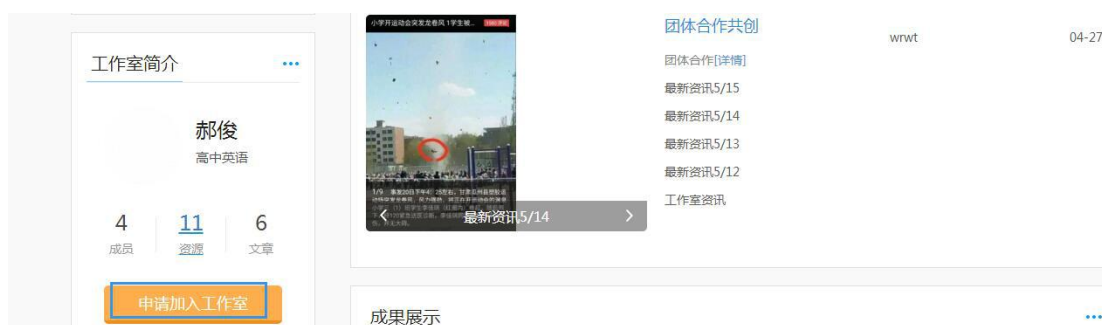 工作室简介
•••
郝俊
高中英语
4 11 6
成员 资源 文章
申请加入工作室
小学开运动会突发龙卷风 1学生被...
最新资讯5/14
团体合作共创
团体合作[详情]
最新资讯5/15
最新资讯5/14
最新资讯5/13
最新资讯5/12
工作室资讯
wrwt 04-27
成果展示
•••